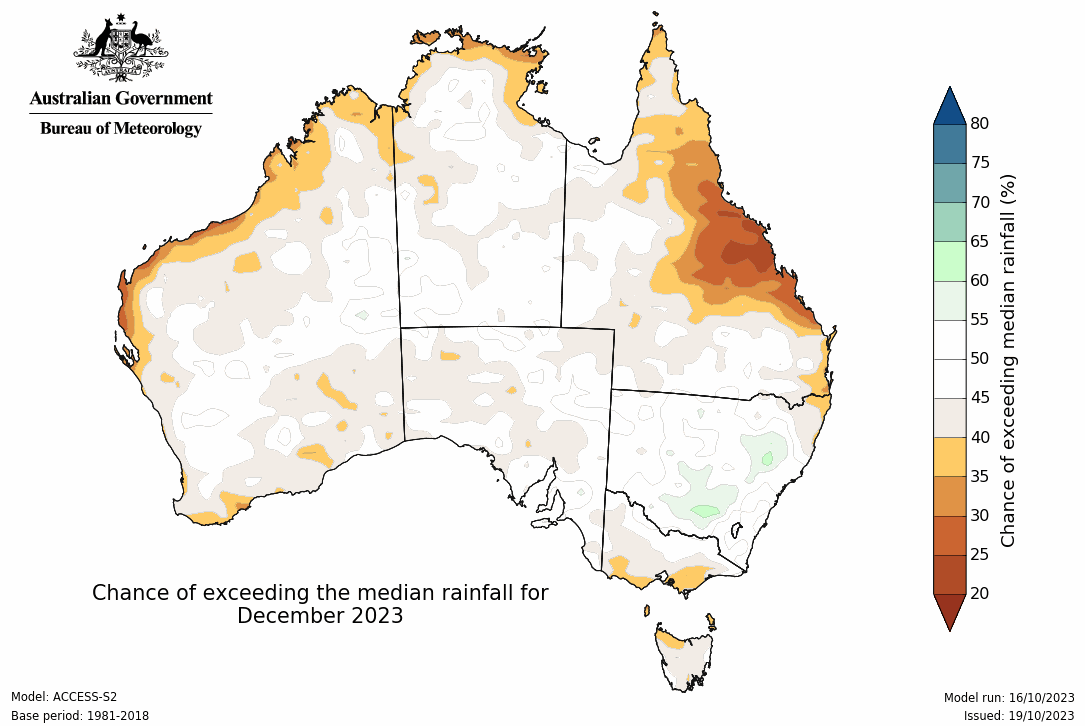 Australian Government
Bureau of Meteorology
80
75
70
65
60
55
50
45
40
35
30
25
20
Chance of exceeding median rainfall (%)
Chance of exceeding the median rainfall for
December 2023
Model: ACCESS-S2
Base period: 1981-2018
Model run: 16/10/2023
Issued: 19/10/2023